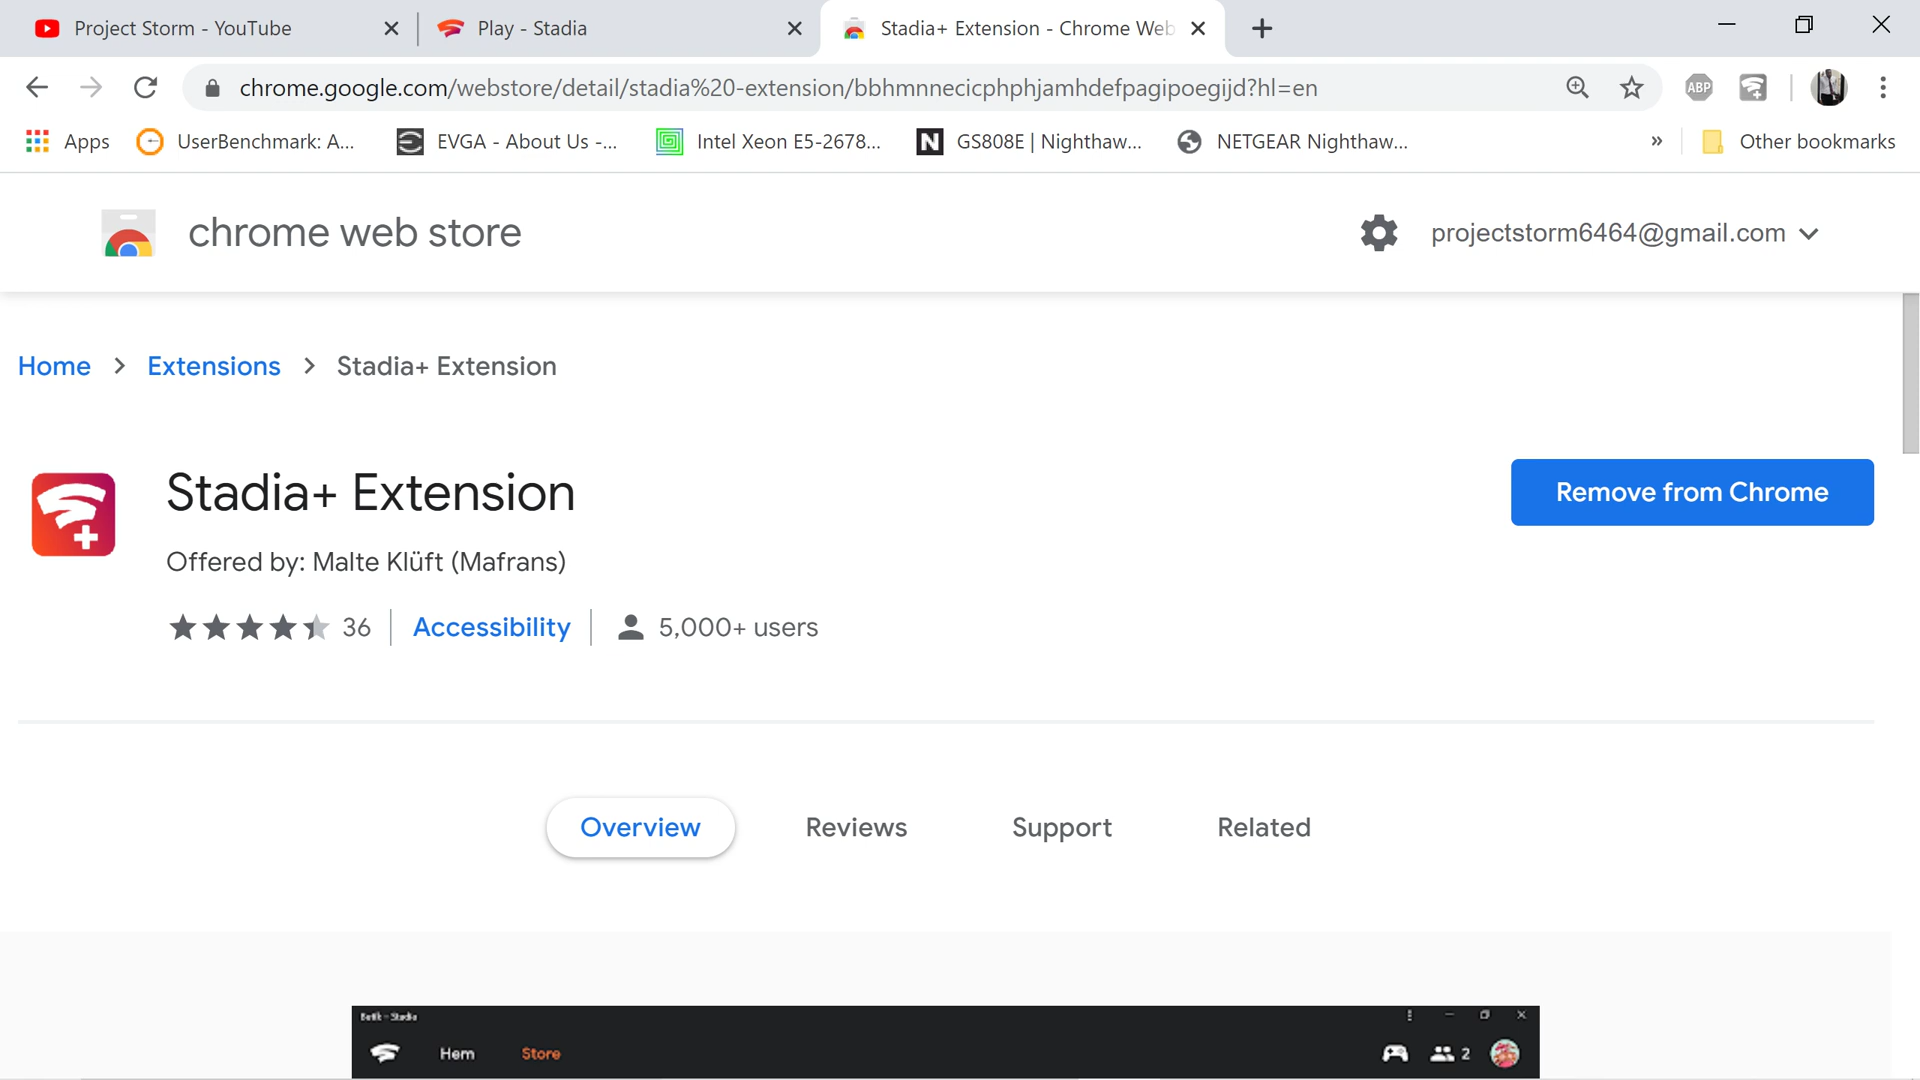 Project Storm - YouTube
Play - Stadia
Stadia+ Extension - Chrome Web
chrome.google.com/webstore/detail/stadia%20-extension/bbhmnnecicphphjamhdefpagipoegijd?hl=en
ABP
Apps
UserBenchmark: A...
EVGA - About Us -...
Intel Xeon E5-2678...
N
GS808E | Nighthaw...
NETGEAR Nighthaw...
»
Other bookmarks
chrome web store
projectstorm6464@gmail.com
Home > Extensions > Stadia+ Extension
Stadia+ Extension
Remove from Chrome
Offered by: Malte Klüft (Mafrans)
36
Accessibility
5,000+ users
Overview
Reviews
Support
Related
Butik - Stadia
Hem
Store
2